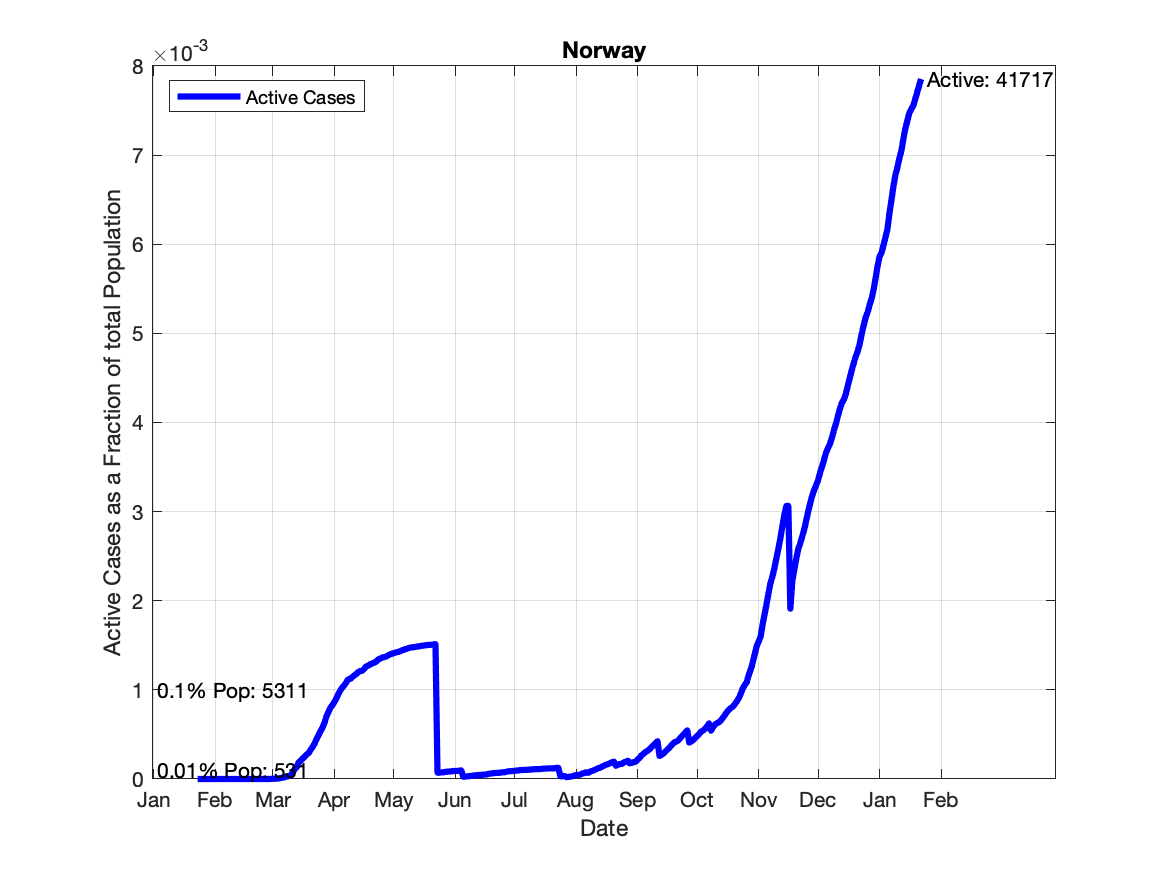 Norway
×10-3
8
7
6
5
4
3
2
1
0
Active Cases as a Fraction of total Population
Active Cases
Active: 41717
0.1% Pop: 5311
0.01% Pop: 531
Jan Feb Mar Apr May Jun Jul Aug Sep Oct Nov Dec Jan Feb
Date